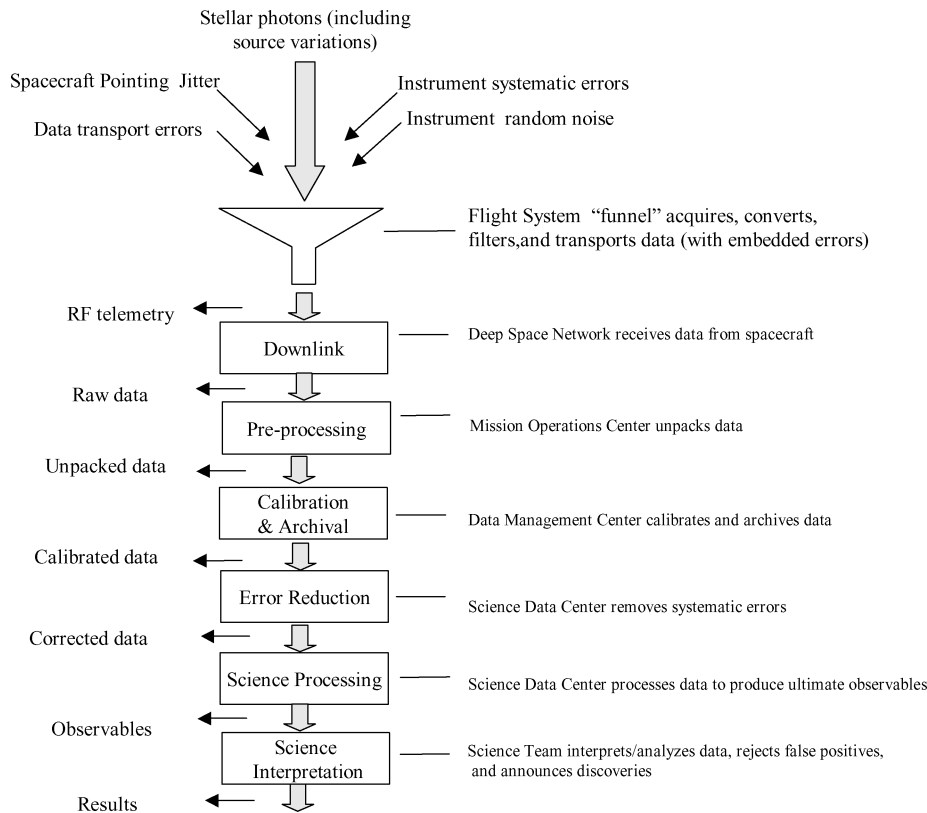 Stellar photons (including
source variations)
Spacecraft Pointing Jitter
Instrument systematic errors
Data transport errors
Instrument random noise
Flight System “funnel” acquires, converts,
filters,and transports data (with embedded errors)
RF telemetry
Downlink
Deep Space Network receives data from spacecraft
Raw data
Pre-processing
Mission Operations Center unpacks data
Unpacked data
Calibration
& Archival
Data Management Center calibrates and archives data
Calibrated data
Error Reduction
Science Data Center removes systematic errors
Corrected data
Science Processing
Science Data Center processes data to produce ultimate observables
Observables
Science
Interpretation
Science Team interprets/analyzes data, rejects false positives,
and announces discoveries
Results